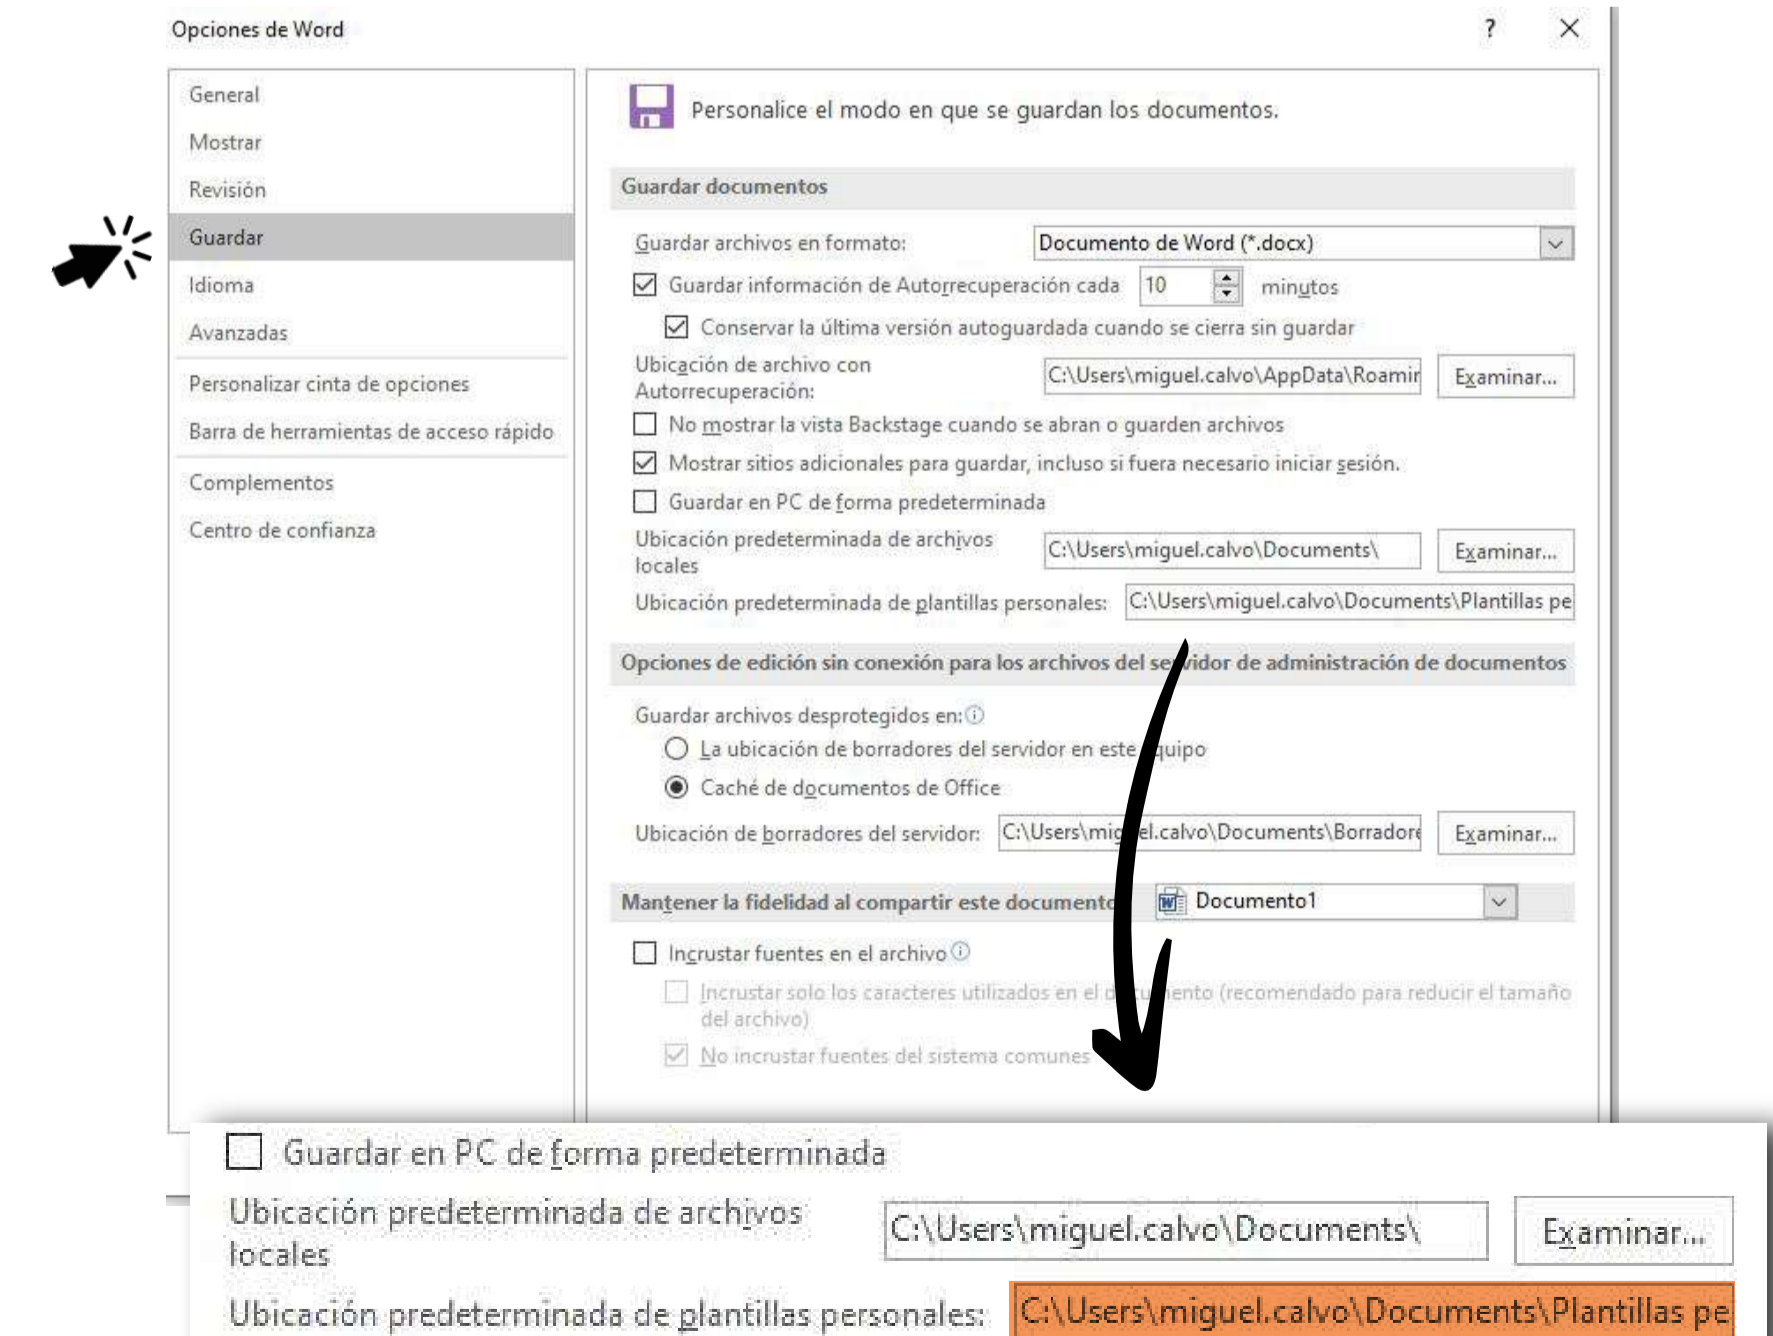 Opciones de Word
?
General
Mostrar
Revisión
Guardar
Idioma
Avanzadas
Personalizar cinta de opciones
Barra de herramientas de acceso rápido
Complementos
Centro de confianza
Personalice el modo en que se guardan los documentos.
Guardar documentos
Guardar archivos en formato: Documento de Word (*.docx)
Guardar información de Autorrecuperación cada 10 minutos
Conservar la última versión autoguardada cuando se cierra sin guardar
Ubicación de archivo con
Autorrecuperación:
C:\Users\miguel.calvo\AppData\Roamir Examinar...
No mostrar la vista Backstage cuando se abran o guarden archivos
Mostrar sitios adicionales para guardar, incluso si fuera necesario iniciar sesión.
Guardar en PC de forma predeterminada
Ubicación predeterminada de archivos
locales
C:\Users\miguel.calvo\Documents\ Examinar...
Ubicación predeterminada de plantillas personales: C:\Users\miguel.calvo\Documents\Plantillas pe
Opciones de edición sin conexión para los archivos del servidor de administración de documentos
Guardar archivos desprotegidos en:
La ubicación de borradores del servidor en este equipo
Caché de documentos de Office
Ubicación de borradores del servidor: C:\Users\miguel.calvo\Documents\Borradore Examinar...
Mantener la fidelidad al compartir este documento Documento1
Incrustar fuentes en el archivo
Incrustar solo los caracteres utilizados en el documento (recomendado para reducir el tamaño
del archivo)
No incrustar fuentes del sistema comunes
Guardar en PC de forma predeterminada
Ubicación predeterminada de archivos
locales
C:\Users\miguel.calvo\Documents\ Examinar...
Ubicación predeterminada de plantillas personales: C:\Users\miguel.calvo\Documents\Plantillas pe